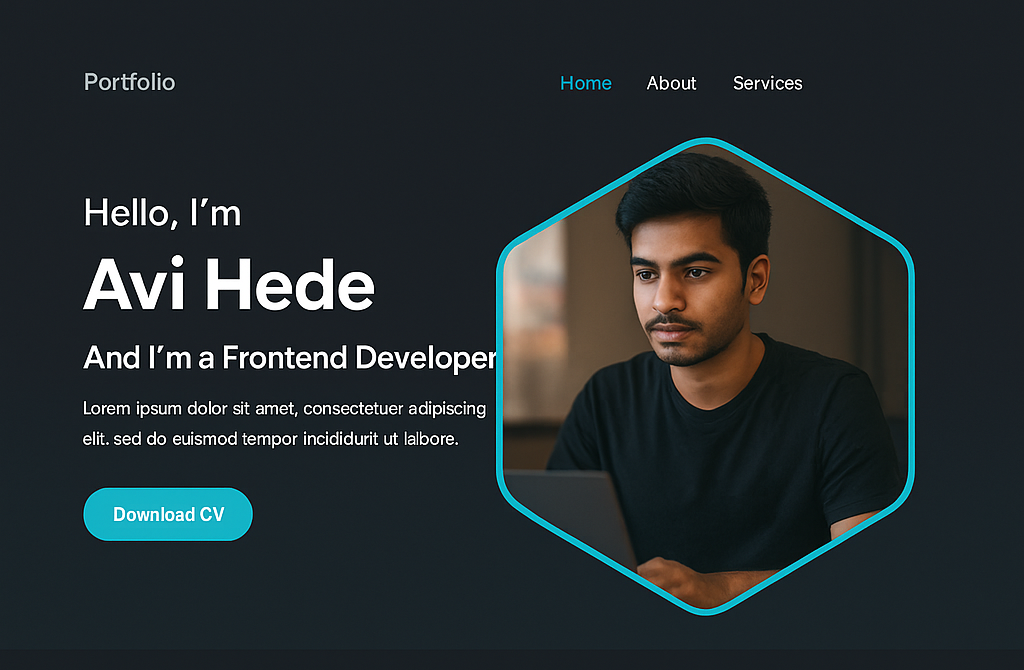 Portfolio
Home About Services
Hello, I’m
Avi Hede
And I’m a Frontend Developer
Lorem ipsum dolor sit amet, consectetuer adipiscing
elit. sed do euismod tempor incididurit ut lalbore.
Download CV